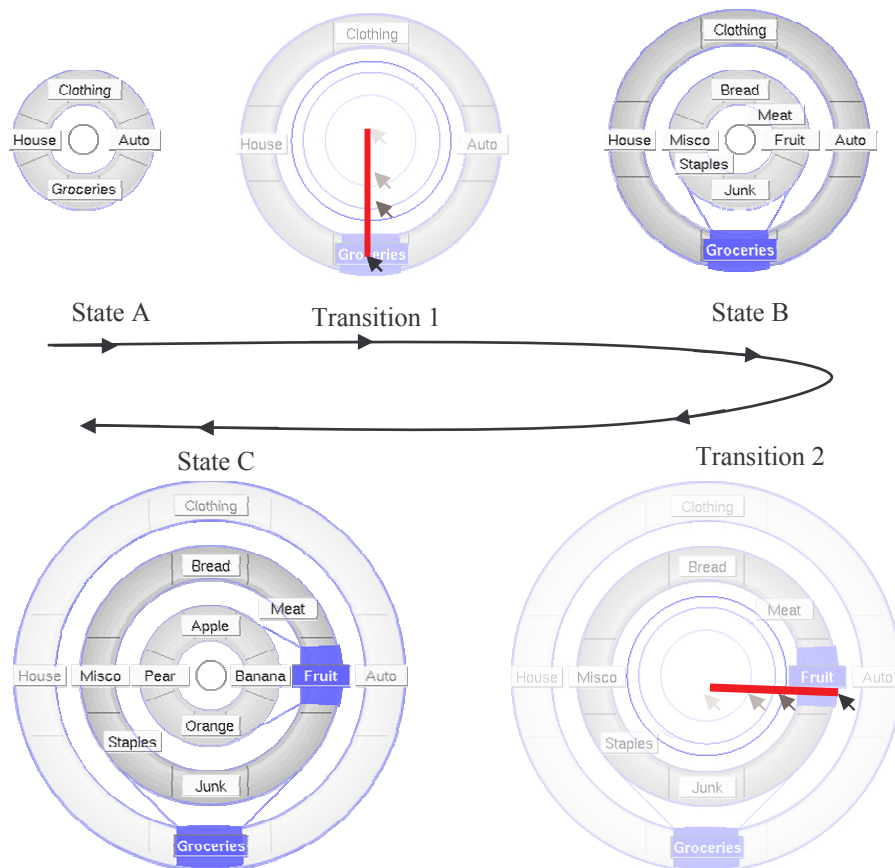 Clothing
House Auto
Groceries
State A
Clothing
House Auto
Groceries
Transition 1
Clothing
Bread
Meat
House Misco Fruit Auto
Staples
Junk
Groceries
State B
State C
Clothing
Bread
Meat
Apple
House Misco Pear Banana Fruit Auto
Orange
Staples
Junk
Groceries
Transition 2
Clothing
Bread
Meat
House Misco Fruit Auto
Staples
Junk
Groceries